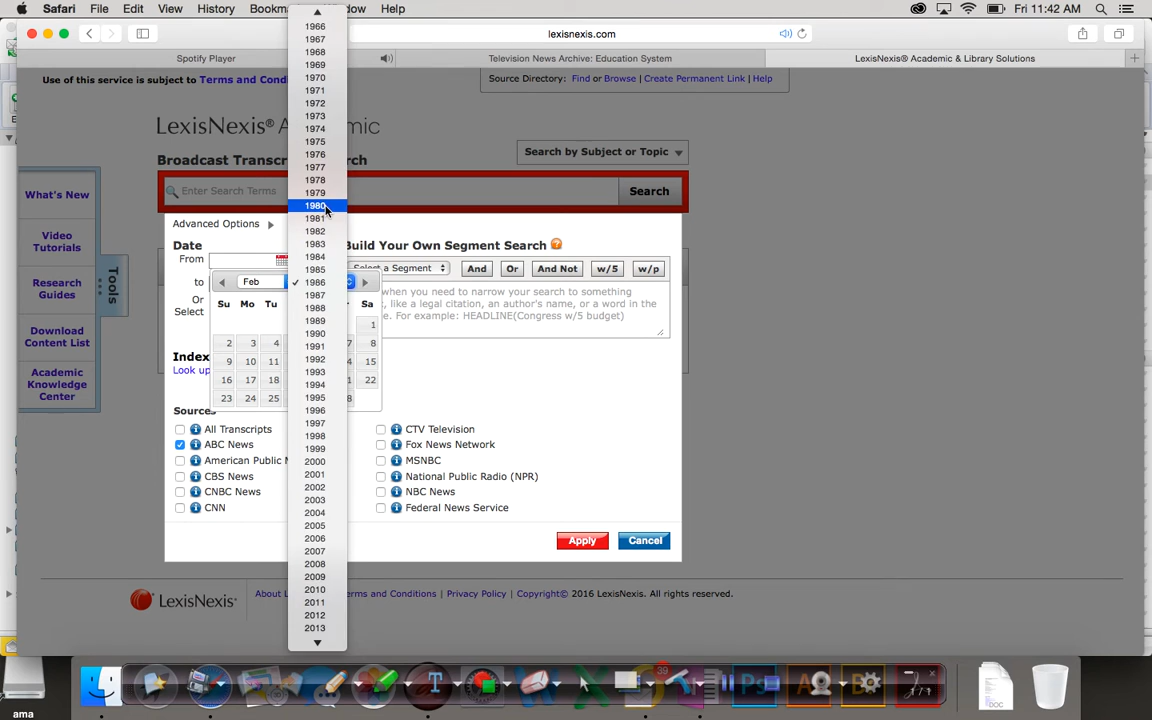 Safari File Edit View History Bookm ow Help Fri 11:42 AM
lexisnexis.com
Spotify Player Television News Archive: Education System LexisNexis® Academic & Library Solutions
Use of this service is subject to Terms and Condi Source Directory: Find or Browse | Create Permanent Link | Help
LexisNexis® Ac ic
Broadcast Transcr rch Search by Subject or Topic
Enter Search Terms Search
What's New
Video
Tutorials
Research
Guides
Download
Content List
Academic
Knowledge
Center
Tools
Advanced Options
Date Build Your Own Segment Search
From
to
Or
Select
Select a Segment And Or And Not w/5 w/p
when you need to narrow your search to something
, like a legal citation, an author's name, or a word in the
e. For example: HEADLINE(Congress w/5 budget)
Feb
Su Mo Tu r Sa
1
2 3 4 7 8
9 10 11 4 15
16 17 18 1 22
23 24 25 8
1966
1967
1968
1969
1970
1971
1972
1973
1974
1975
1976
1977
1978
1979
1980
1981
1982
1983
1984
1985
✓ 1986
1987
1988
1989
1990
1991
1992
1993
1994
1995
1996
1997
1998
1999
2000
2001
2002
2003
2004
2005
2006
2007
2008
2009
2010
2011
2012
2013
Index
Look up
Sources
All Transcripts CTV Television
ABC News Fox News Network
American Public M MSNBC
CBS News National Public Radio (NPR)
CNBC News NBC News
CNN Federal News Service
Apply Cancel
LexisNexis® About L erms and Conditions | Privacy Policy | Copyright© 2016 LexisNexis. All rights reserved.
39
T
Ps
DOC
ama